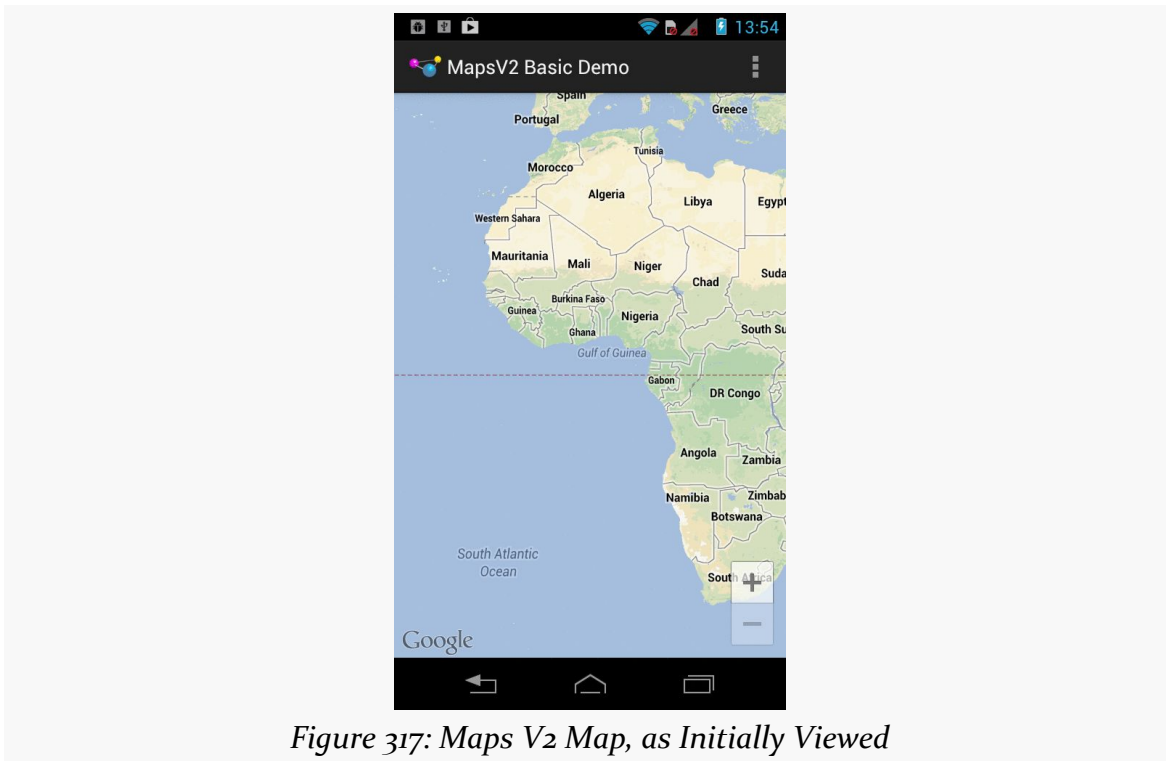 13:54
MapsV2 Basic Demo
Spain
Portugal
Greece
Tunisia
Morocco
Algeria
Libya
Egypt
Western Sahara
Mauritania
Mali
Niger
Chad
Suda
Burkina Faso
Guinea
Nigeria
Ghana
South Su
Gulf of Guinea
Gabon
DR Congo
Angola
Zambia
Namibia
Zimbab
Botswana
South Atlantic
Ocean
South Africa
Google
Figure 317: Maps V2 Map, as Initially Viewed